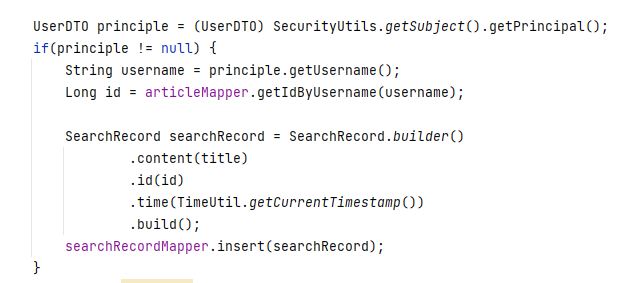 UserDTO principle = (UserDTO) SecurityUtils.getSubject().getPrincipal();
if(principle != null) {
    String username = principle.getUsername();
    Long id = articleMapper.getIdByUsername(username);

    SearchRecord searchRecord = SearchRecord.builder()
            .content(title)
            .id(id)
            .time(TimeUtil.getCurrentTimestamp())
            .build();
    searchRecordMapper.insert(searchRecord);
}